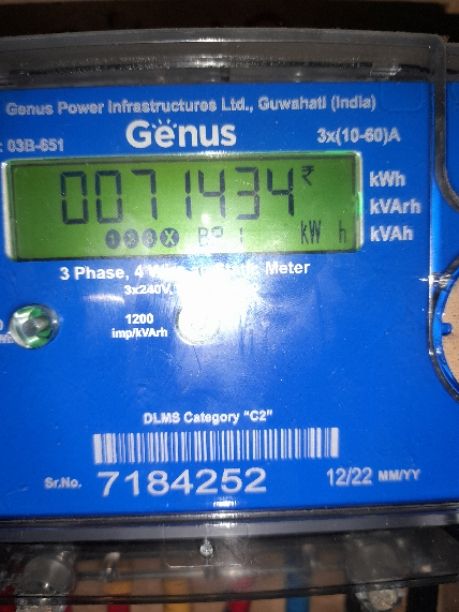 Genus Power Infrastructures Ltd., Guwahati (India)
: 03B-651 Genus 3x(10-60)A
0071434 ₹ kWh
kVArh
kW h kVAh
3 Phase, 4 Meter
3x240V,
1200
imp/kVArh
DLMS Category "C2"
Sr.No. 7184252 12/22 MM/YY